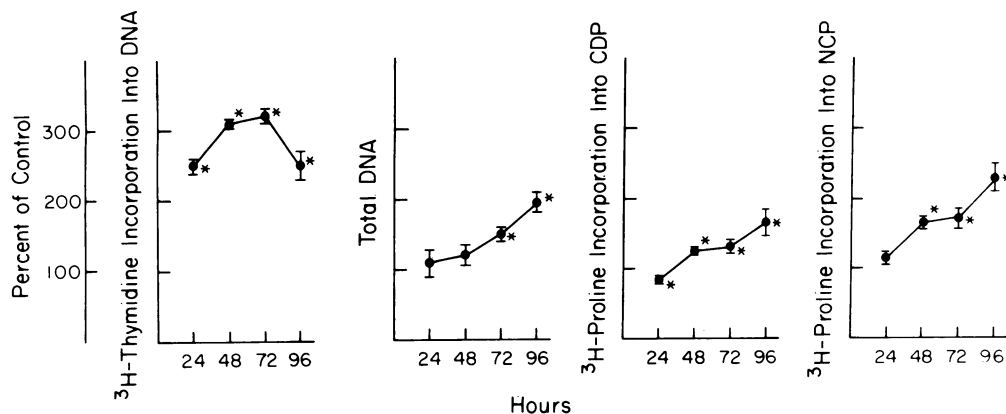 Percent of Control
300
200
100
³H-Thymidine Incorporation Into DNA
*
*
*
*
24 48 72 96
Total DNA
*
*
24 48 72 96
³H-Proline Incorporation Into CDP
*
*
*
*
24 48 72 96
³H-Proline Incorporation Into NCP
*
*
*
24 48 72 96
Hours